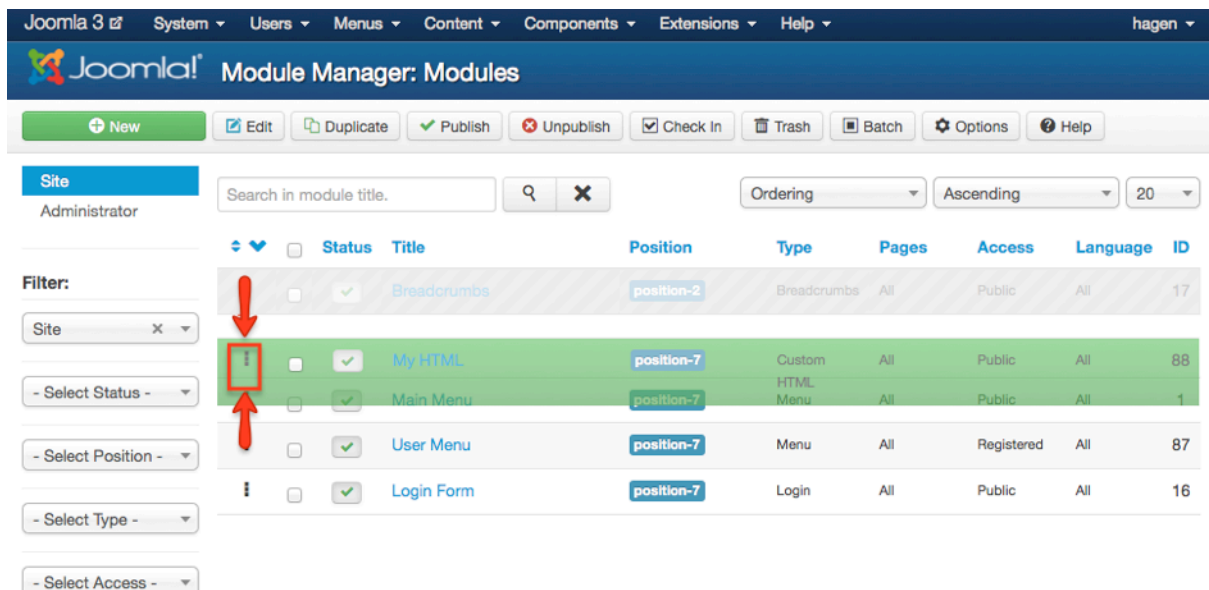 Joomla 3 System Users Menus Content Components Extensions Help hagen
Joomla! Module Manager: Modules
New Edit Duplicate Publish Unpublish Check In Trash Batch Options Help
Site
Administrator
Search in module title. Ordering Ascending 20
Status Title Position Type Pages Access Language ID
Filter:
Breadcrumbs position-2 Breadcrumbs All Public All 17
Site
My HTML position-7 Custom HTML All Public All 88
- Select Status -
Main Menu position-7 Menu All Public All 1
User Menu position-7 Menu All Registered All 87
- Select Position -
Login Form position-7 Login All Public All 16
- Select Type -
- Select Access -